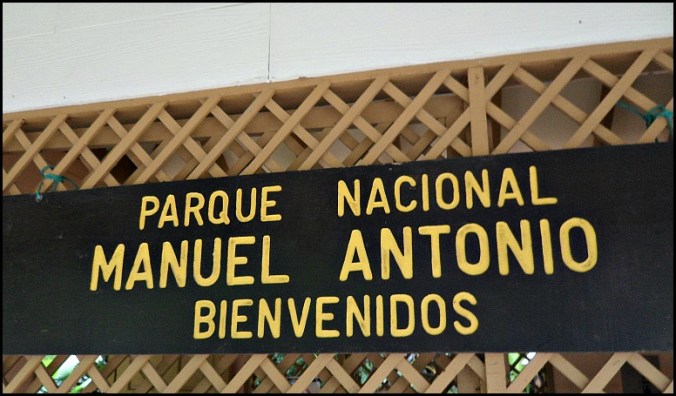 PARQUE NACIONAL
MANUEL ANTONIO
BIENVENIDOS